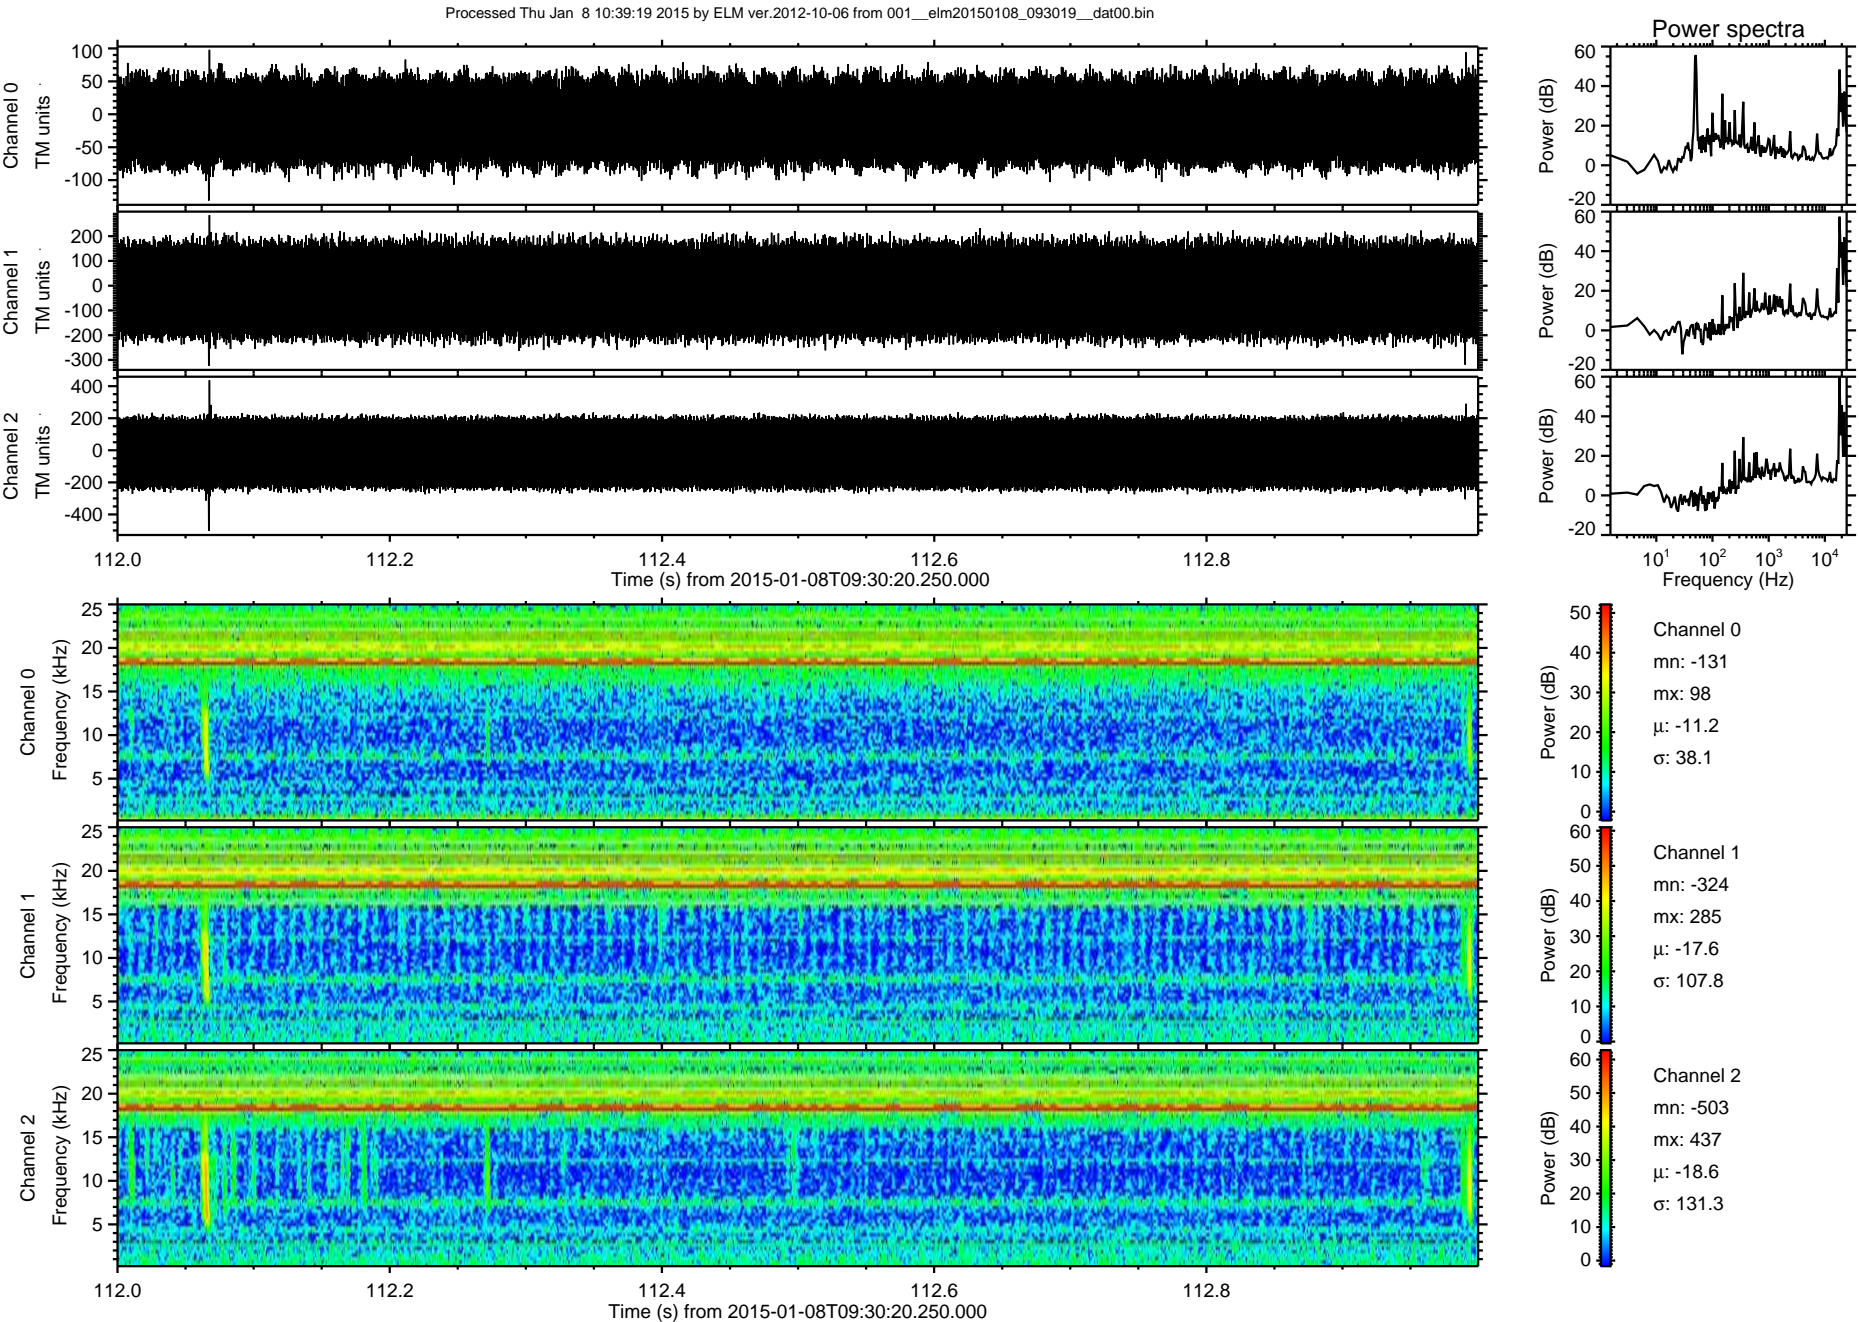 Processed Thu Jan  8 10:39:19 2015 by ELM ver.2012-10-06 from 001__elm20150108_093019__dat00.bin
Power spectra
Channel 0
TM units
100
50
0
-50
-100
Power (dB)
60
40
20
0
-20
Channel 1
TM units
200
100
0
-100
-200
-300
Power (dB)
60
40
20
0
-20
Channel 2
TM units
400
200
0
-200
-400
Power (dB)
60
40
20
0
-20
112.0 112.2 112.4 112.6 112.8
Time (s) from 2015-01-08T09:30:20.250.000
10^1 10^2 10^3 10^4
Frequency (Hz)
Channel 0
Frequency (kHz)
25
20
15
10
5
Power (dB)
50
40
30
20
10
0
Channel 0
mn: -131
mx: 98
μ: -11.2
σ: 38.1
Channel 1
Frequency (kHz)
25
20
15
10
5
Power (dB)
60
50
40
30
20
10
0
Channel 1
mn: -324
mx: 285
μ: -17.6
σ: 107.8
Channel 2
Frequency (kHz)
25
20
15
10
5
Power (dB)
60
50
40
30
20
10
0
Channel 2
mn: -503
mx: 437
μ: -18.6
σ: 131.3
112.0 112.2 112.4 112.6 112.8
Time (s) from 2015-01-08T09:30:20.250.000